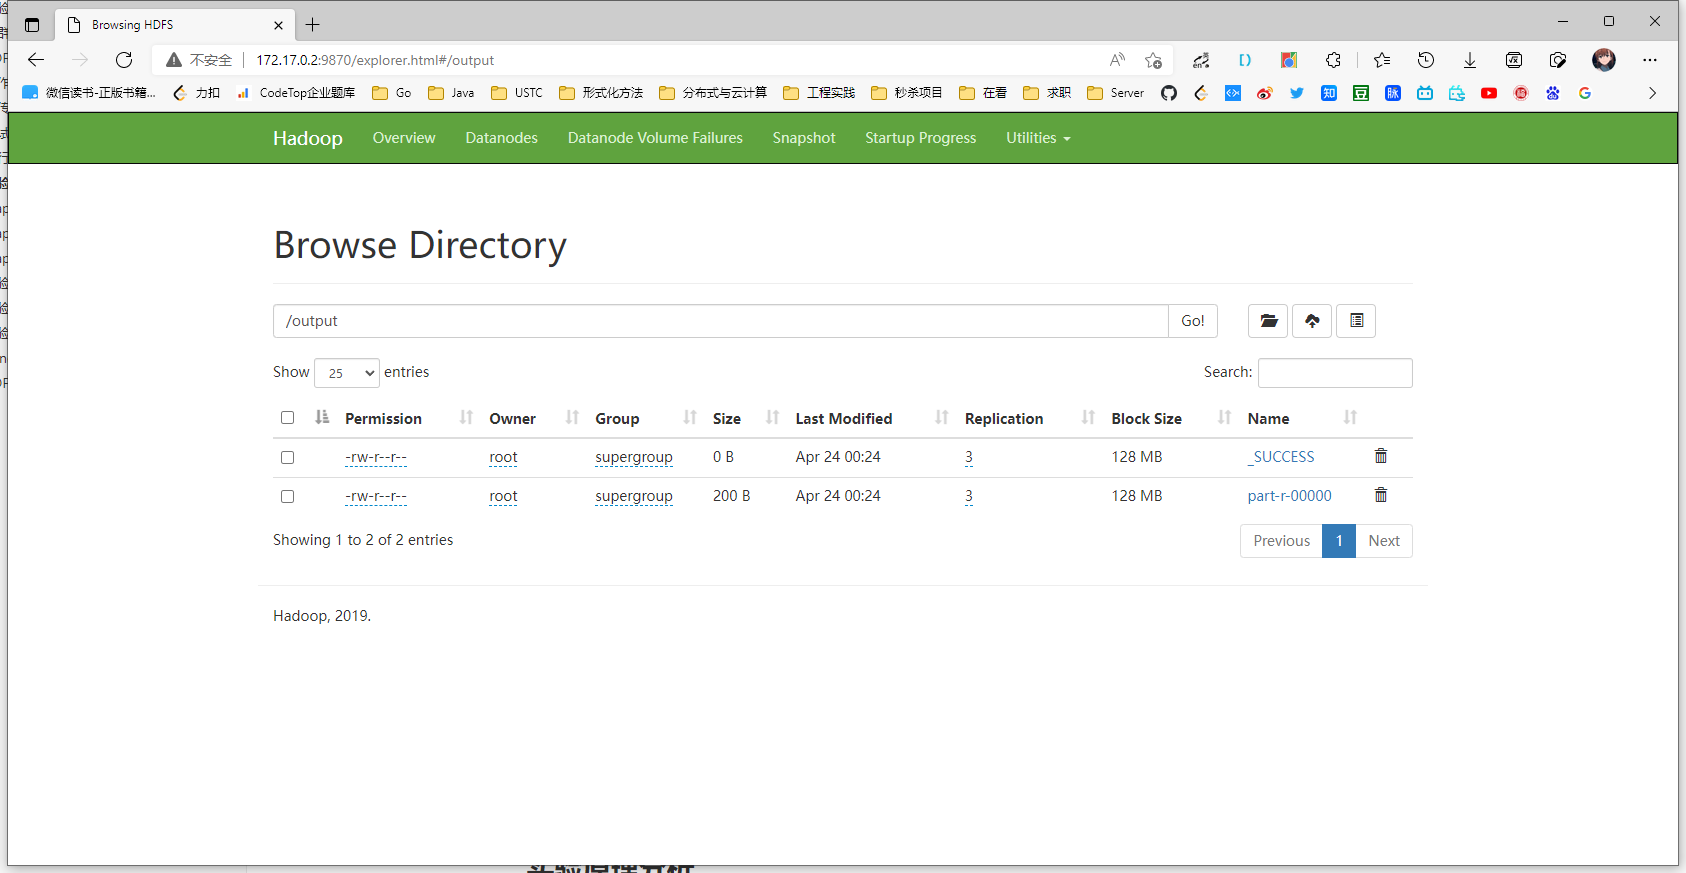 Browsing HDFS
不安全 172.17.0.2:9870/explorer.html#/output
微信读书-正版书籍... 力扣 CodeTop企业题库 Go Java USTC 形式化方法 分布式与云计算 工程实践 秒杀项目 在看 求职 Server
Hadoop Overview Datanodes Datanode Volume Failures Snapshot Startup Progress Utilities
Browse Directory
/output Go!
Show 25 entries Search:
Permission Owner Group Size Last Modified Replication Block Size Name
-rw-r--r-- root supergroup 0 B Apr 24 00:24 3 128 MB _SUCCESS
-rw-r--r-- root supergroup 200 B Apr 24 00:24 3 128 MB part-r-00000
Showing 1 to 2 of 2 entries Previous 1 Next
Hadoop, 2019.